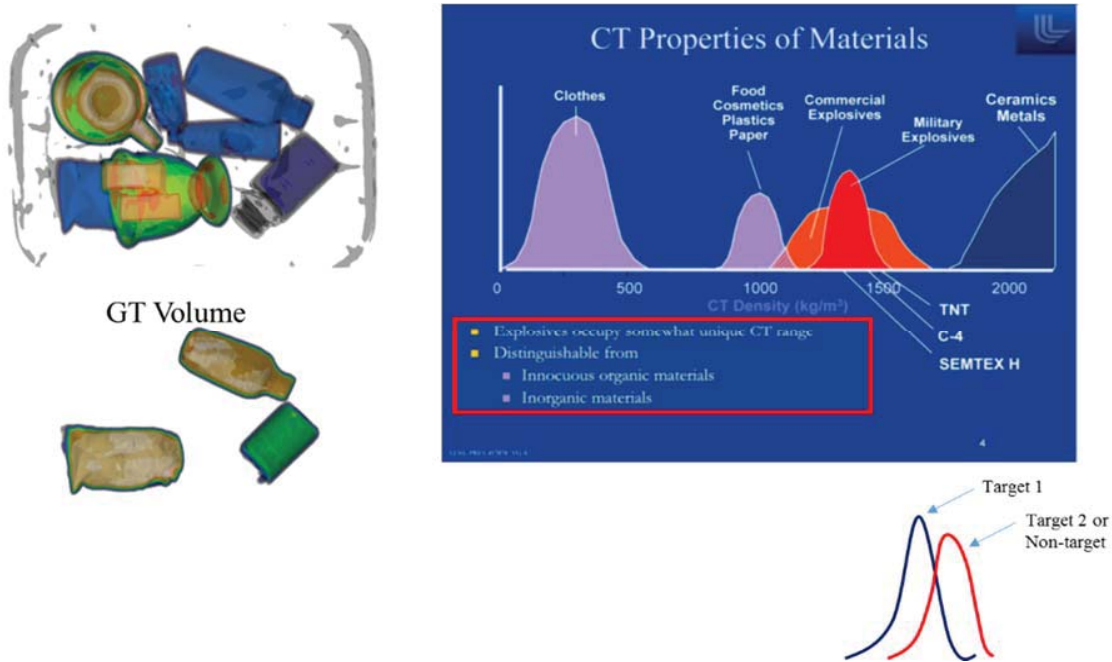 CT Properties of Materials
Clothes
Food
Cosmetics
Plastics
Paper
Commercial
Explosives
Military
Explosives
Ceramics
Metals
0
500
1000
1500
2000
CT Density (kg/m³)
TNT
C-4
SEMTEX H
Explosives occupy somewhat unique CT range
Distinguishable from
Innocuous organic materials
Inorganic materials
4
GT Volume
Target 1
Target 2 or
Non-target